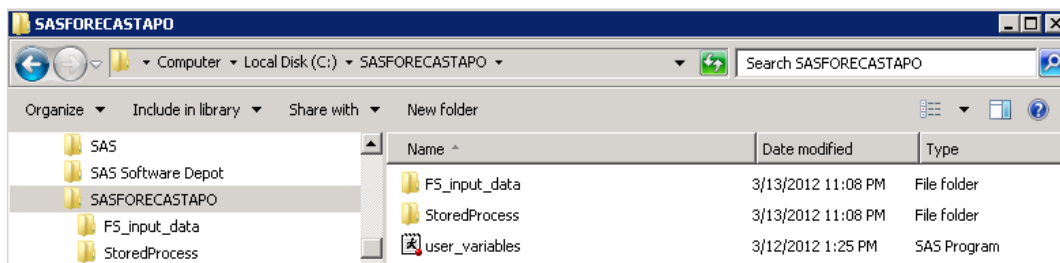 SASFORECASTAPO
Computer Local Disk (C:) SASFORECASTAPO Search SASFORECASTAPO
Organize Include in library Share with New folder
SAS Name Date modified Type
SAS Software Depot FS_input_data 3/13/2012 11:08 PM File folder
SASFORECASTAPO StoredProcess 3/13/2012 11:08 PM File folder
FS_input_data user_variables 3/12/2012 1:25 PM SAS Program
StoredProcess